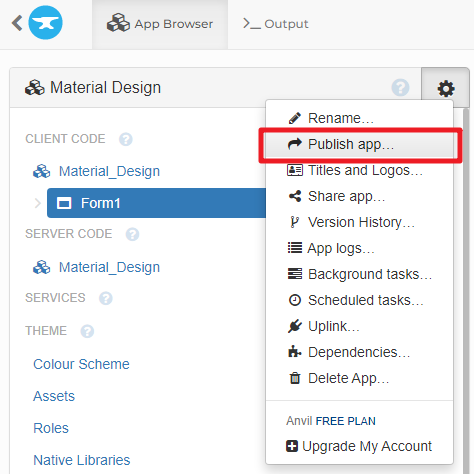 App Browser
Output
Material Design ?
CLIENT CODE ?
Material_Design
Form1
SERVER CODE ?
Material_Design
SERVICES ?
THEME ?
Colour Scheme
Assets
Roles
Native Libraries
Rename...
Publish app...
Titles and Logos...
Share app...
Version History...
App logs...
Background tasks...
Scheduled tasks...
Uplink...
Dependencies...
Delete App...
Anvil FREE PLAN
Upgrade My Account